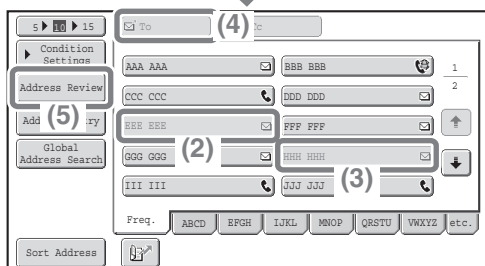 5 10 15
To
(4)
Cc
Condition
Settings
AAA AAA
BBB BBB
1
2
Address Review
CCC CCC
DDD DDD
(5)
EEE EEE
FFF FFF
(2)
Global
Address Search
GGG GGG
HHH HHH
(3)
III III
JJJ JJJ
Freq.
ABCD
EFGH
IJKL
MNOP
QRSTU
VWXYZ
etc.
Sort Address